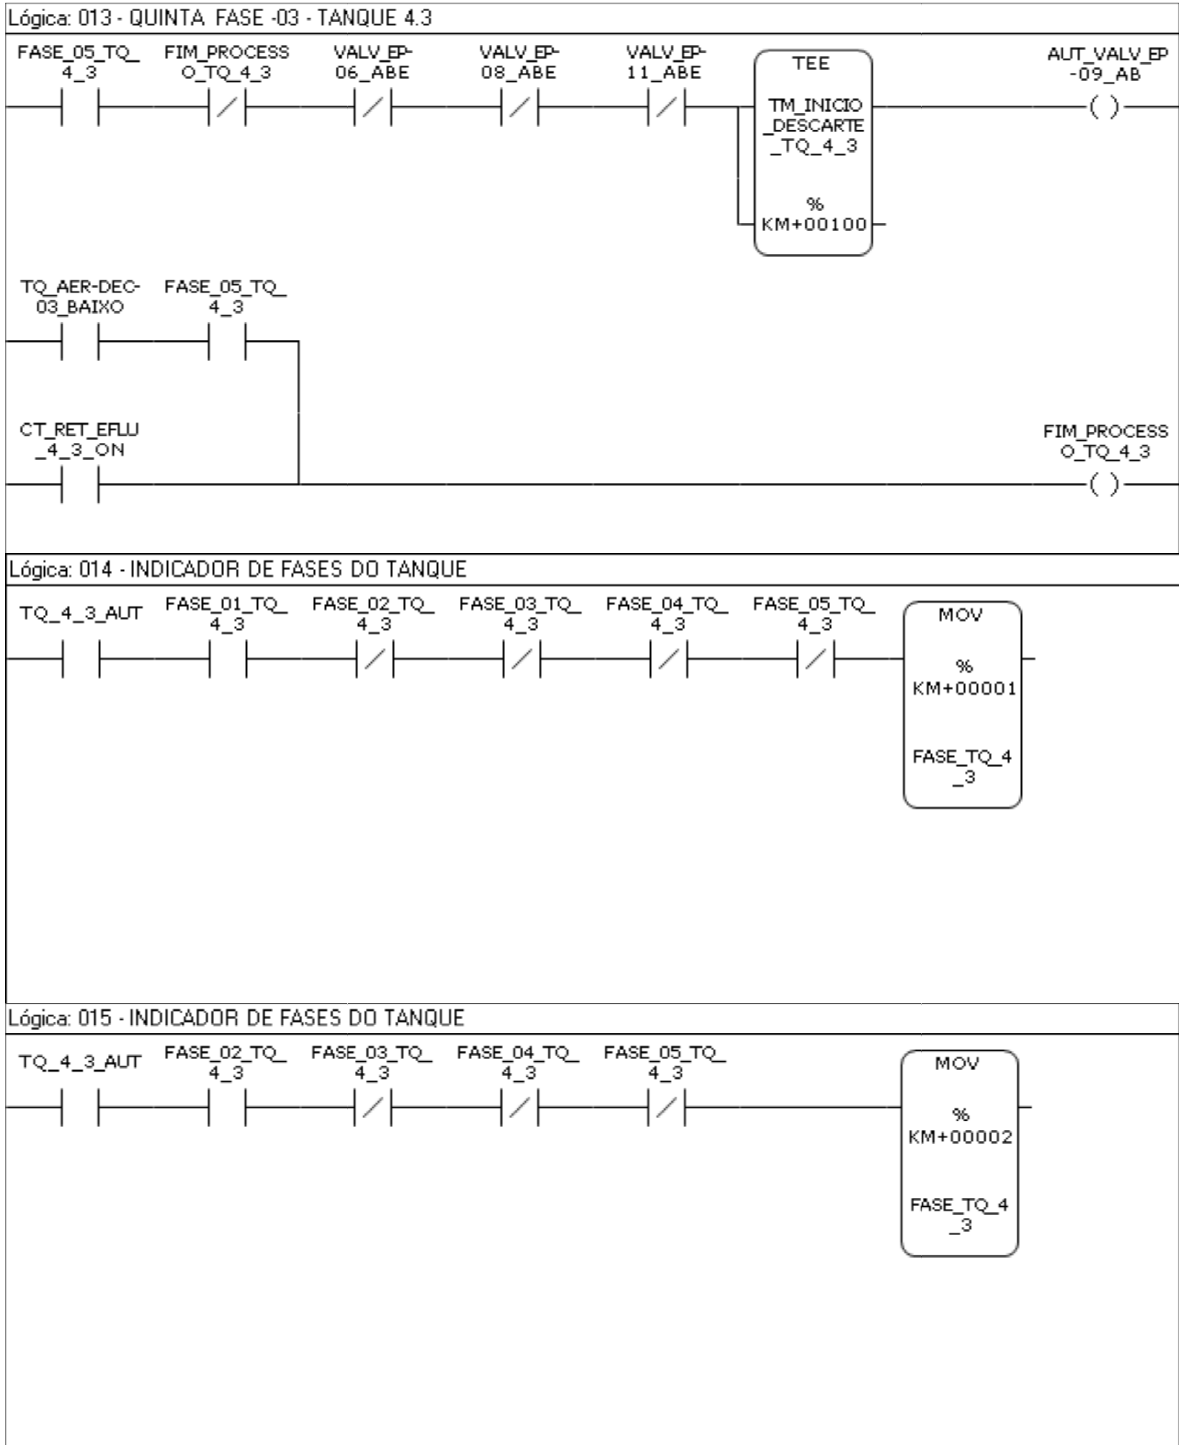 Lógica: 013 - QUINTA FASE -03 - TANQUE 4.3
FASE_05_TQ_
4_3
FIM_PROCESS
O_TQ_4_3
VALV_EP-
06_ABE
VALV_EP-
08_ABE
VALV_EP-
11_ABE
TEE
TM_INICIO
_DESCARTE
_TQ_4_3
%
KM+00100
AUT_VALV_EP
-09_AB
TQ_AER-DEC-
03_BAIXO
FASE_05_TQ_
4_3
CT_RET_EFLU
_4_3_ON
FIM_PROCESS
O_TQ_4_3
Lógica: 014 - INDICADOR DE FASES DO TANQUE
TQ_4_3_AUT
FASE_01_TQ_
4_3
FASE_02_TQ_
4_3
FASE_03_TQ_
4_3
FASE_04_TQ_
4_3
FASE_05_TQ_
4_3
MOV
%
KM+00001
FASE_TQ_4
_3
Lógica: 015 - INDICADOR DE FASES DO TANQUE
TQ_4_3_AUT
FASE_02_TQ_
4_3
FASE_03_TQ_
4_3
FASE_04_TQ_
4_3
FASE_05_TQ_
4_3
MOV
%
KM+00002
FASE_TQ_4
_3